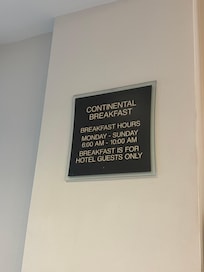 CONTINENTAL
BREAKFAST
BREAKFAST HOURS
MONDAY - SUNDAY
6:00 AM - 10:00 AM
BREAKFAST IS FOR
HOTEL GUESTS ONLY